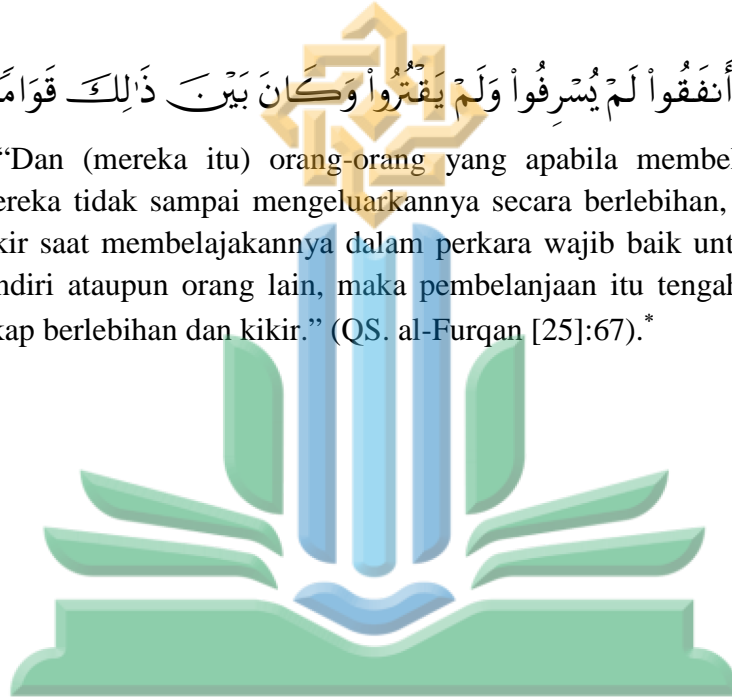 أَنفَقُوا۟ لَمْ يُسْرِفُوا۟ وَلَمْ يَقْتُرُوا۟ وَكَانَ بَيْنَ ذَٰلِكَ قَوَامًا
“Dan (mereka itu) orang-orang yang apabila membel
ereka tidak sampai mengeluarkannya secara berlebihan,
kir saat membelajakannya dalam perkara wajib baik unt
ndiri ataupun orang lain, maka pembelanjaan itu tengah
kap berlebihan dan kikir.” (QS. al-Furqan [25]:67).*